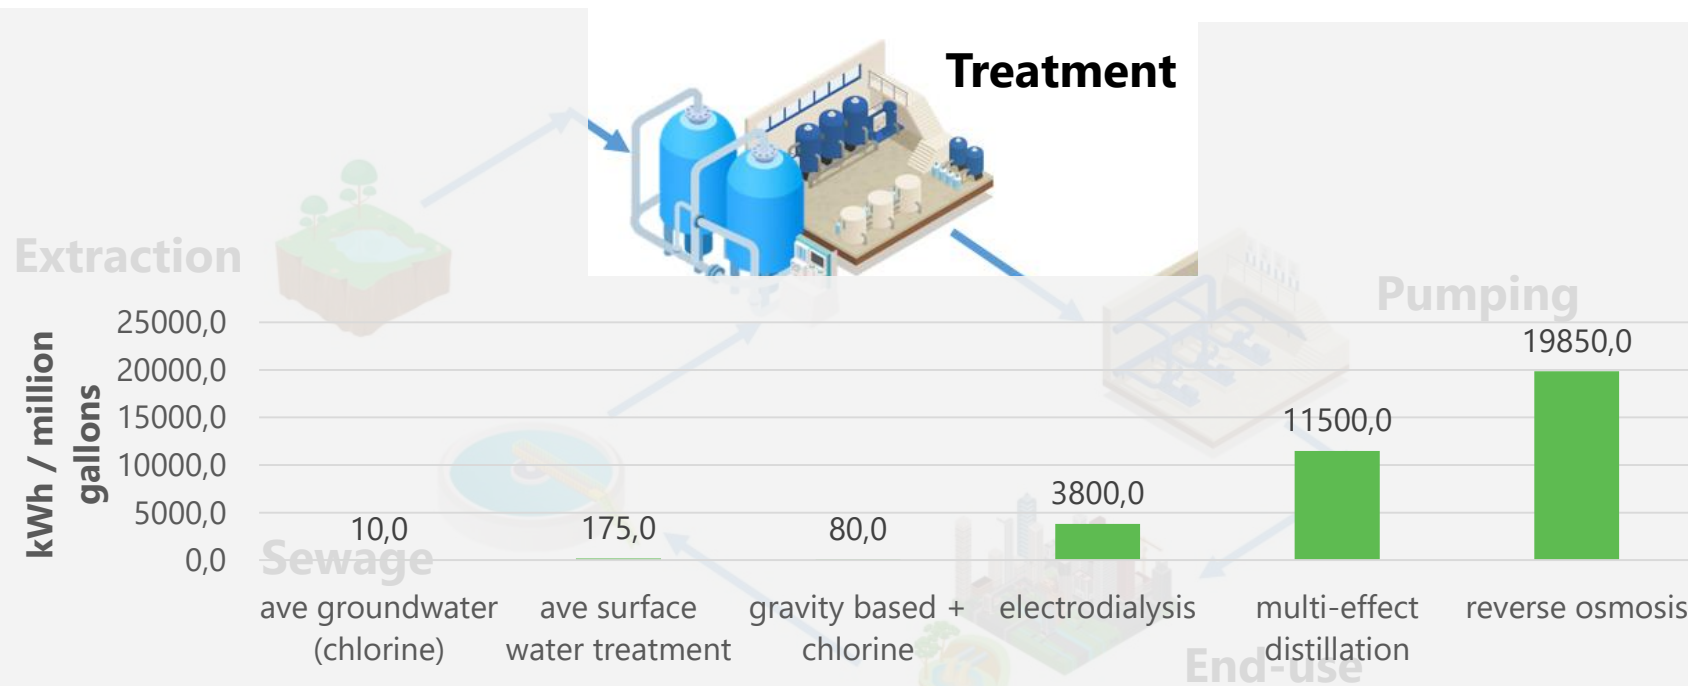 Treatment
Extraction
Pumping
kWh / million
gallons
25000,0
20000,0
15000,0
10000,0
5000,0
0,0
10,0
175,0
80,0
3800,0
11500,0
19850,0
Sewage
ave groundwater
(chlorine)
ave surface
water treatment
gravity based +
chlorine
electrodialysis
multi-effect
distillation
reverse osmosis
End-use